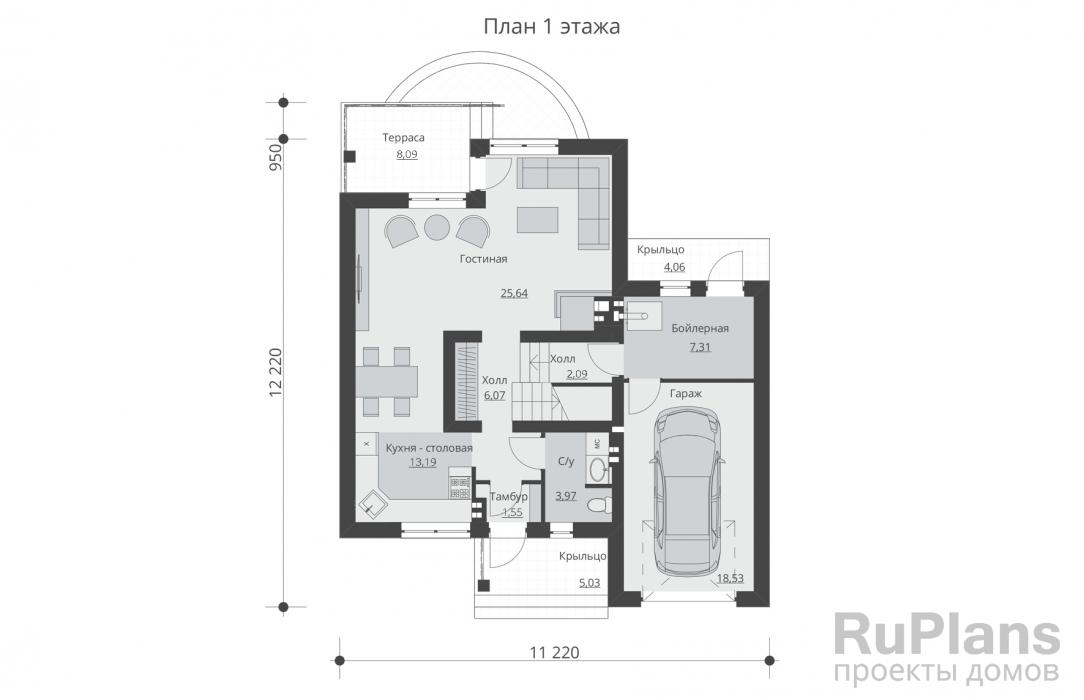 План 1 этажа
Терраса
8,09
950
Гостиная
25,64
Крыльцо
4,06
Бойлерная
7,31
Холл
2,09
Холл
6,07
12 220
Гараж
Х
Кухня - столовая
13,19
С/у
МС
3,97
Тамбур
1,55
Крыльцо
5,03
18,53
11 220
RuPlans
проекты домов